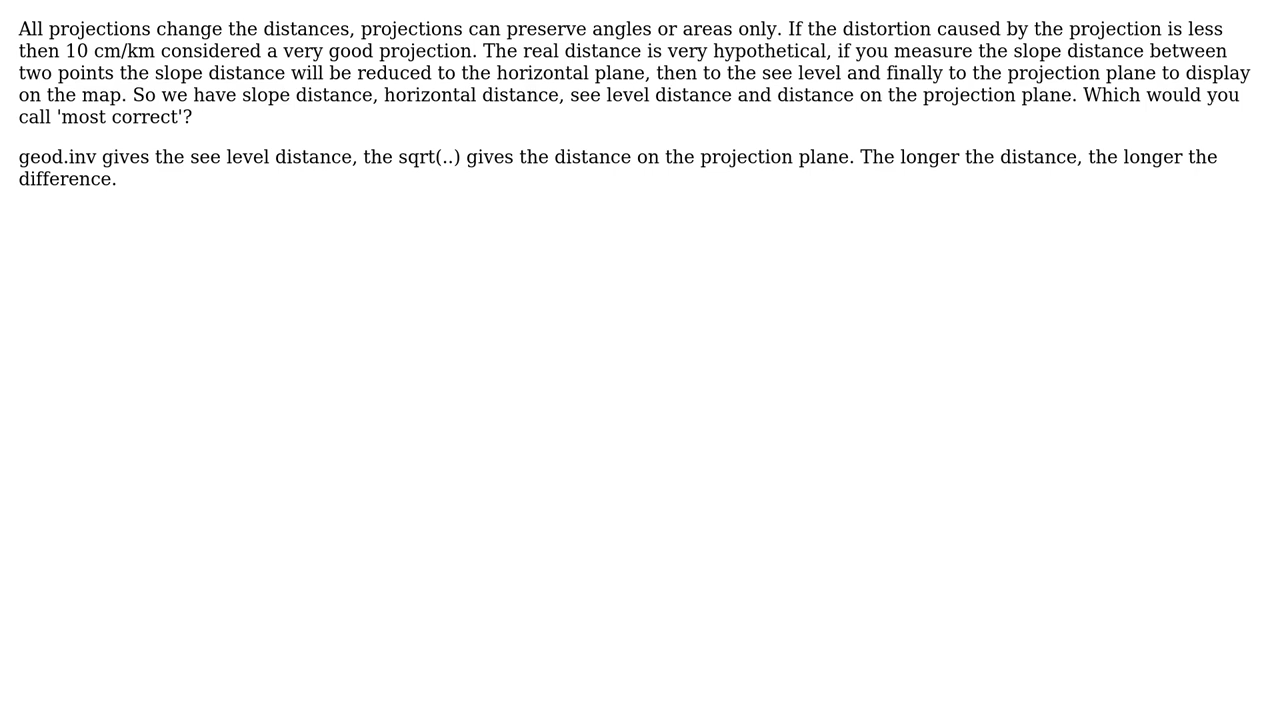 All projections change the distances, projections can preserve angles or areas only. If the distortion caused by the projection is less
then 10 cm/km considered a very good projection. The real distance is very hypothetical, if you measure the slope distance between
two points the slope distance will be reduced to the horizontal plane, then to the see level and finally to the projection plane to display
on the map. So we have slope distance, horizontal distance, see level distance and distance on the projection plane. Which would you
call 'most correct'?
geod.inv gives the see level distance, the sqrt(..) gives the distance on the projection plane. The longer the distance, the longer the
difference.